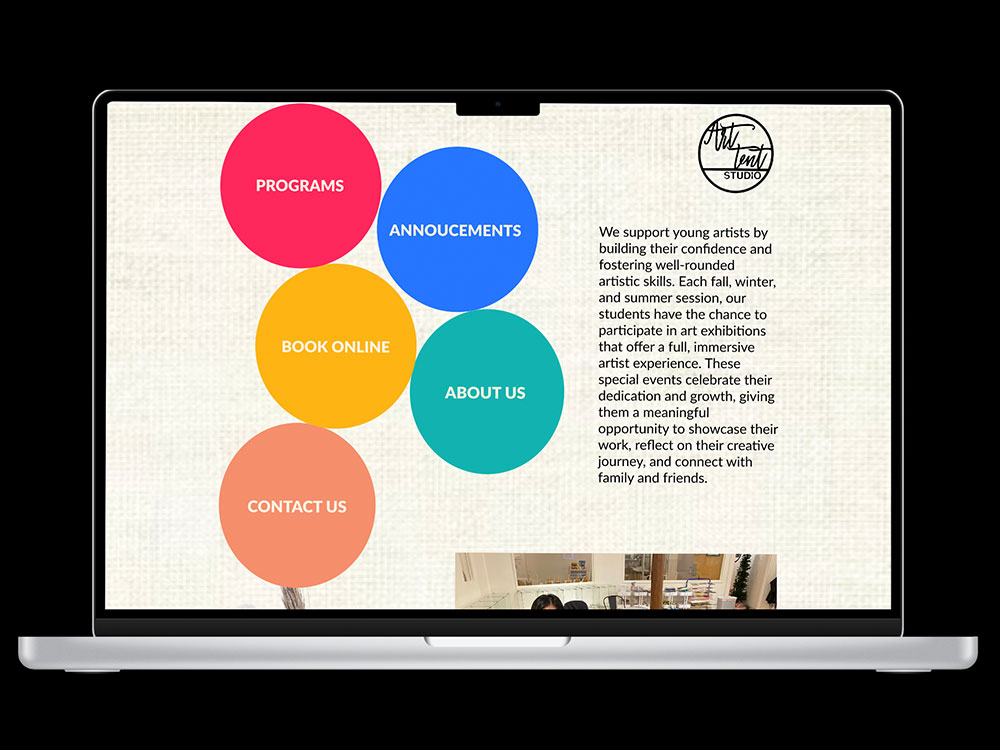 PROGRAMS
ANNOUCEMENTS
BOOK ONLINE
ABOUT US
CONTACT US
Art
tent
STUDIO
We support young artists by
building their confidence and
fostering well-rounded
artistic skills. Each fall, winter,
and summer session, our
students have the chance to
participate in art exhibitions
that offer a full, immersive
artist experience. These
special events celebrate their
dedication and growth, giving
them a meaningful
opportunity to showcase their
work, reflect on their creative
journey, and connect with
family and friends.